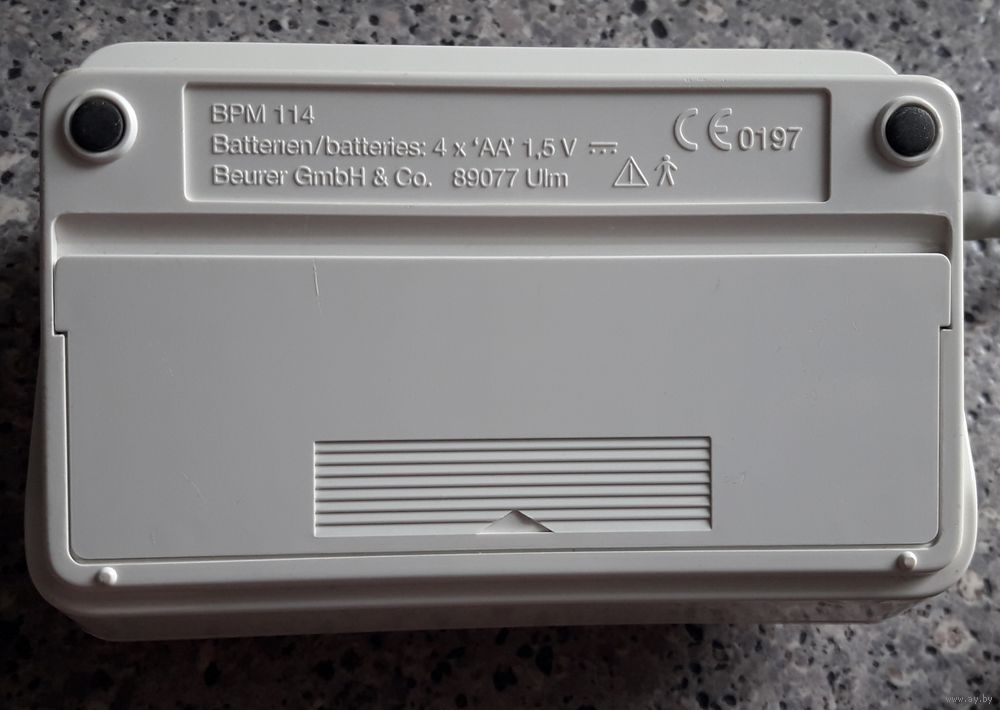 BPM 114
Batterien/batteries: 4 x ‘AA’ 1,5 V
Beurer GmbH & Co. 89077 Ulm
CE 0197
www.ay.by